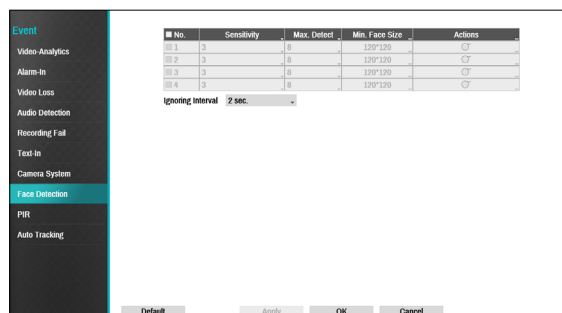 Event
Video-Analytics
Alarm-In
Video Loss
Audio Detection
Recording Fail
Text-In
Camera System
Face Detection
PIR
Auto Tracking
No. Sensitivity Max. Detect Min. Face Size Actions
1 3 8 120*120
2 3 8 120*120
3 3 8 120*120
4 3 8 120*120
Ignoring Interval 2 sec.
Default Apply OK Cancel